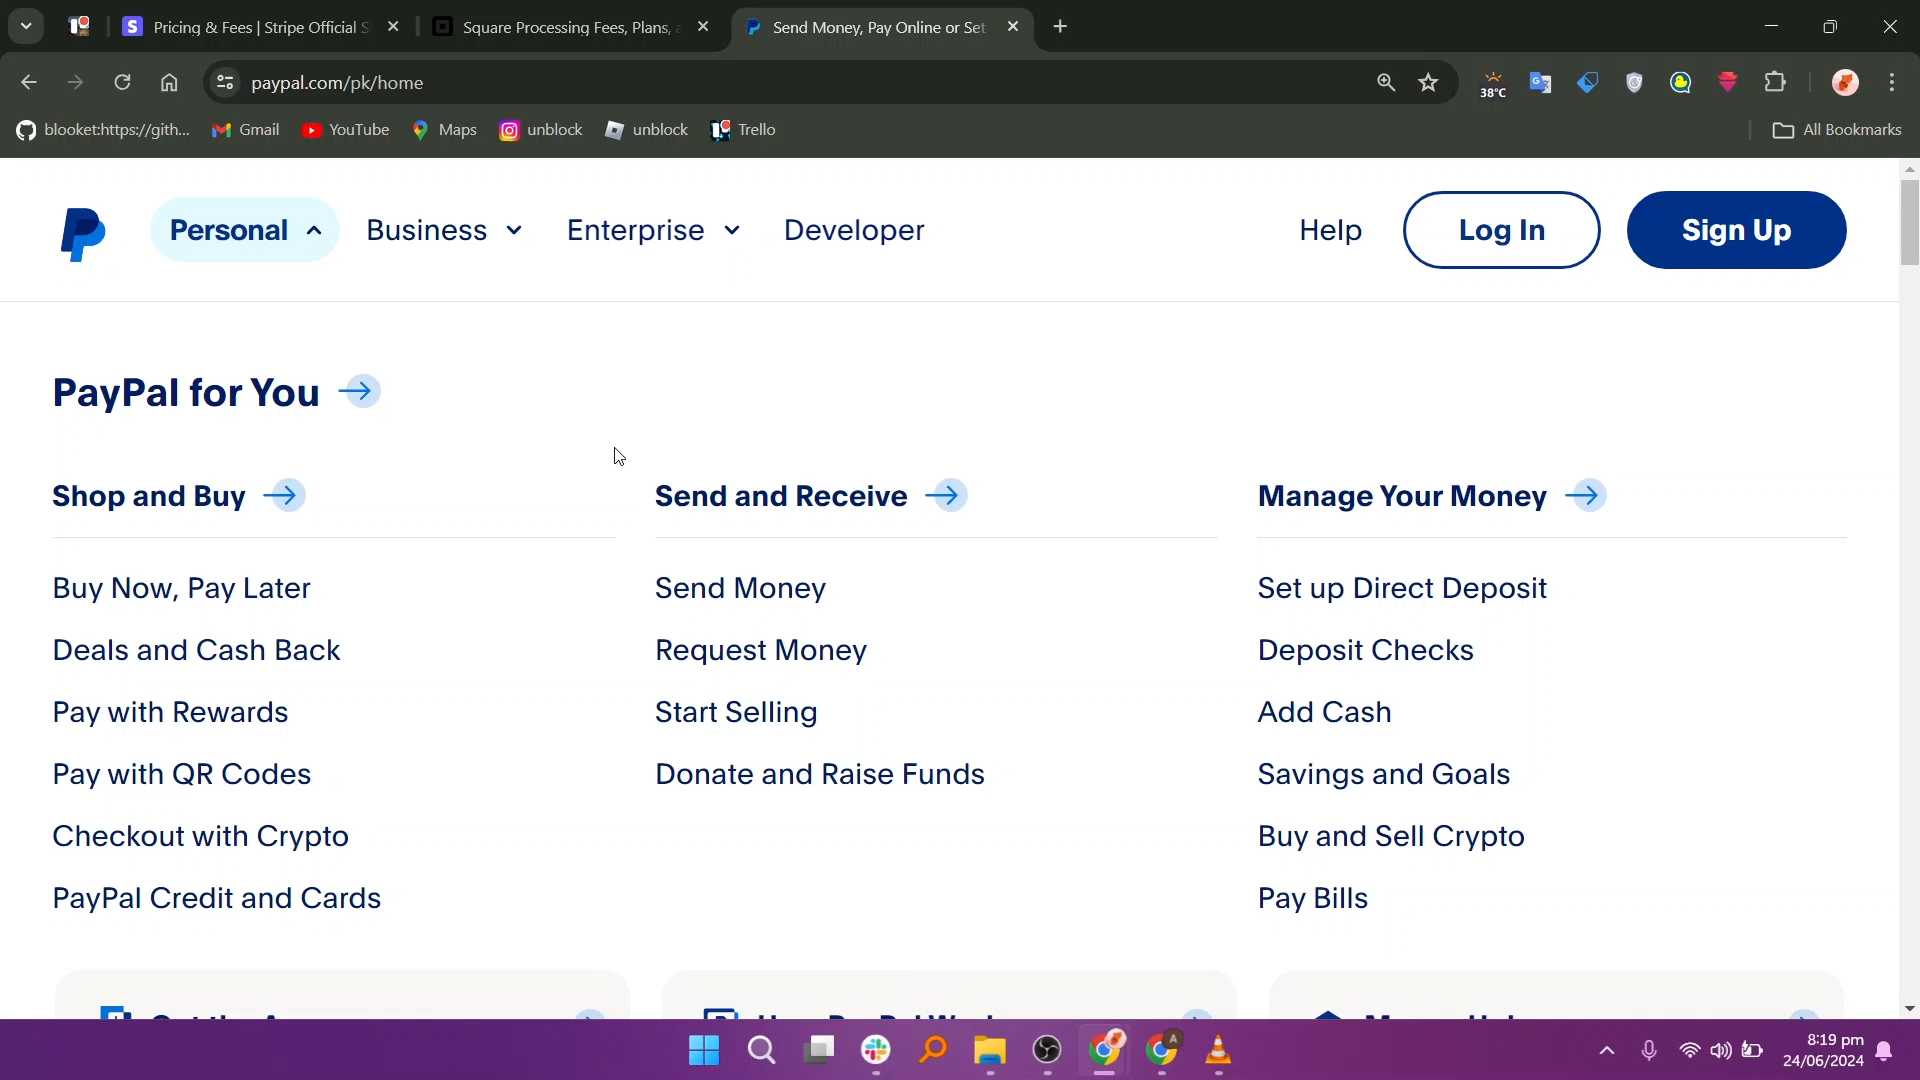 Pricing & Fees | Stripe Official S
Square Processing Fees, Plans, a
Send Money, Pay Online or Set
paypal.com/pk/home
38°C
blooket:https://gith...
Gmail
YouTube
Maps
unblock
unblock
Trello
All Bookmarks
Personal
Business
Enterprise
Developer
Help
Log In
Sign Up
PayPal for You
Shop and Buy
Buy Now, Pay Later
Deals and Cash Back
Pay with Rewards
Pay with QR Codes
Checkout with Crypto
PayPal Credit and Cards
Send and Receive
Send Money
Request Money
Start Selling
Donate and Raise Funds
Manage Your Money
Set up Direct Deposit
Deposit Checks
Add Cash
Savings and Goals
Buy and Sell Crypto
Pay Bills
8:19 pm
24/06/2024